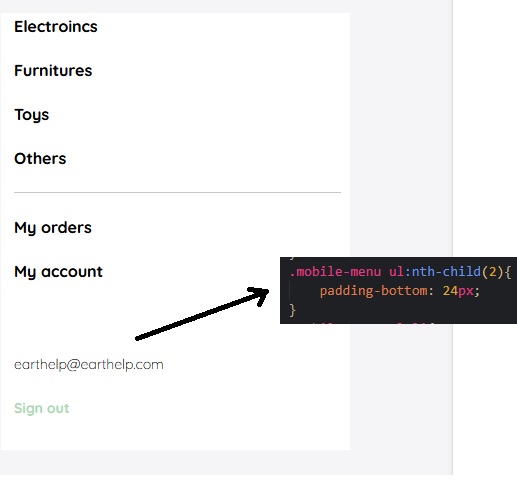 Electroincs
Furnitures
Toys
Others
My orders
My account
.mobile-menu ul:nth-child(2){
padding-bottom: 24px;
}
earthelp@earthelp.com
Sign out